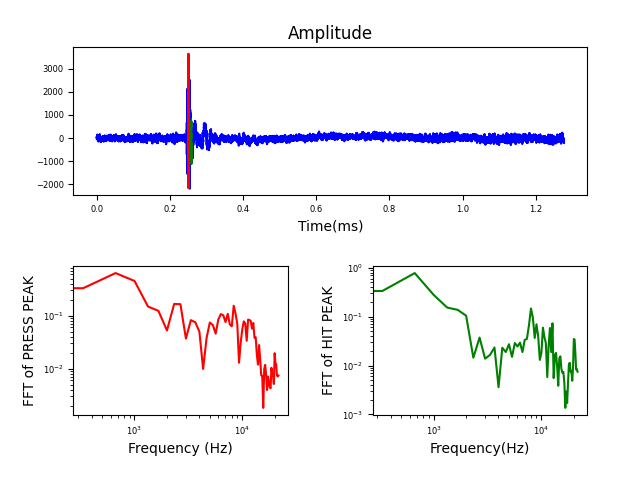 Amplitude
3000
2000
1000
0
−1000
−2000
0.0 0.2 0.4 0.6 0.8 1.0 1.2
Time(ms)
FFT of PRESS PEAK
10⁻¹
10⁻²
10³ 10⁴
Frequency (Hz)
FFT of HIT PEAK
10⁰
10⁻¹
10⁻²
10⁻³
10³ 10⁴
Frequency(Hz)